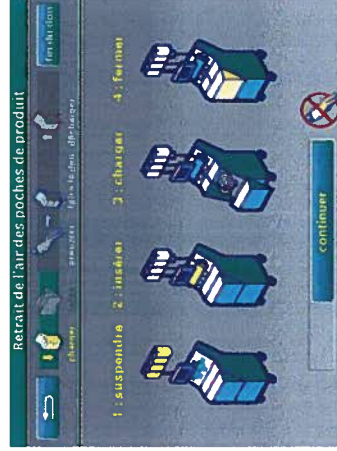 Retrait de l'air des poches de produit
charger
fin du don
1 : suspendre
2 : insérer
3 : charger
4 : fermer
continuer